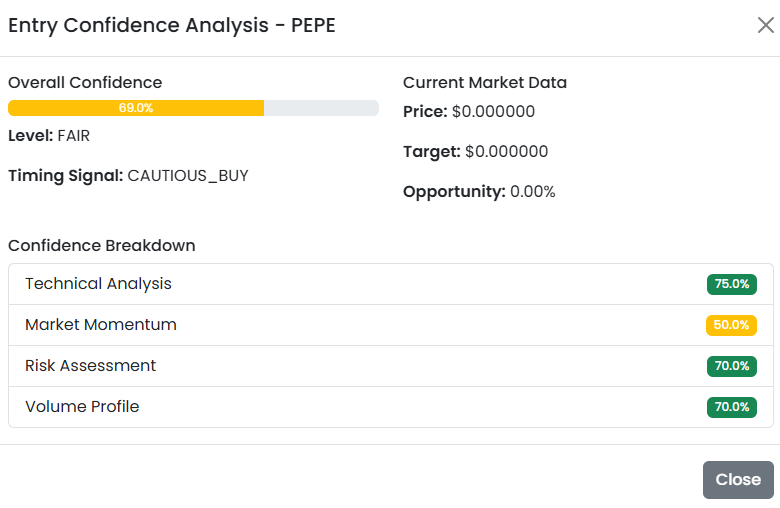 Entry Confidence Analysis - PEPE
Overall Confidence
69.0%
Level: FAIR
Timing Signal: CAUTIOUS_BUY
Current Market Data
Price: $0.000000
Target: $0.000000
Opportunity: 0.00%
Confidence Breakdown
Technical Analysis 75.0%
Market Momentum 50.0%
Risk Assessment 70.0%
Volume Profile 70.0%
Close